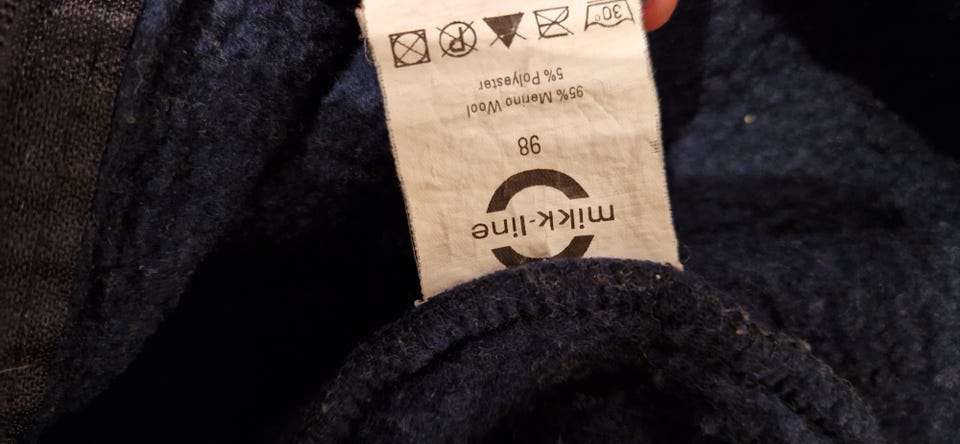 mikk-line
98
95% Merino Wool
5% Polyester
30°
P